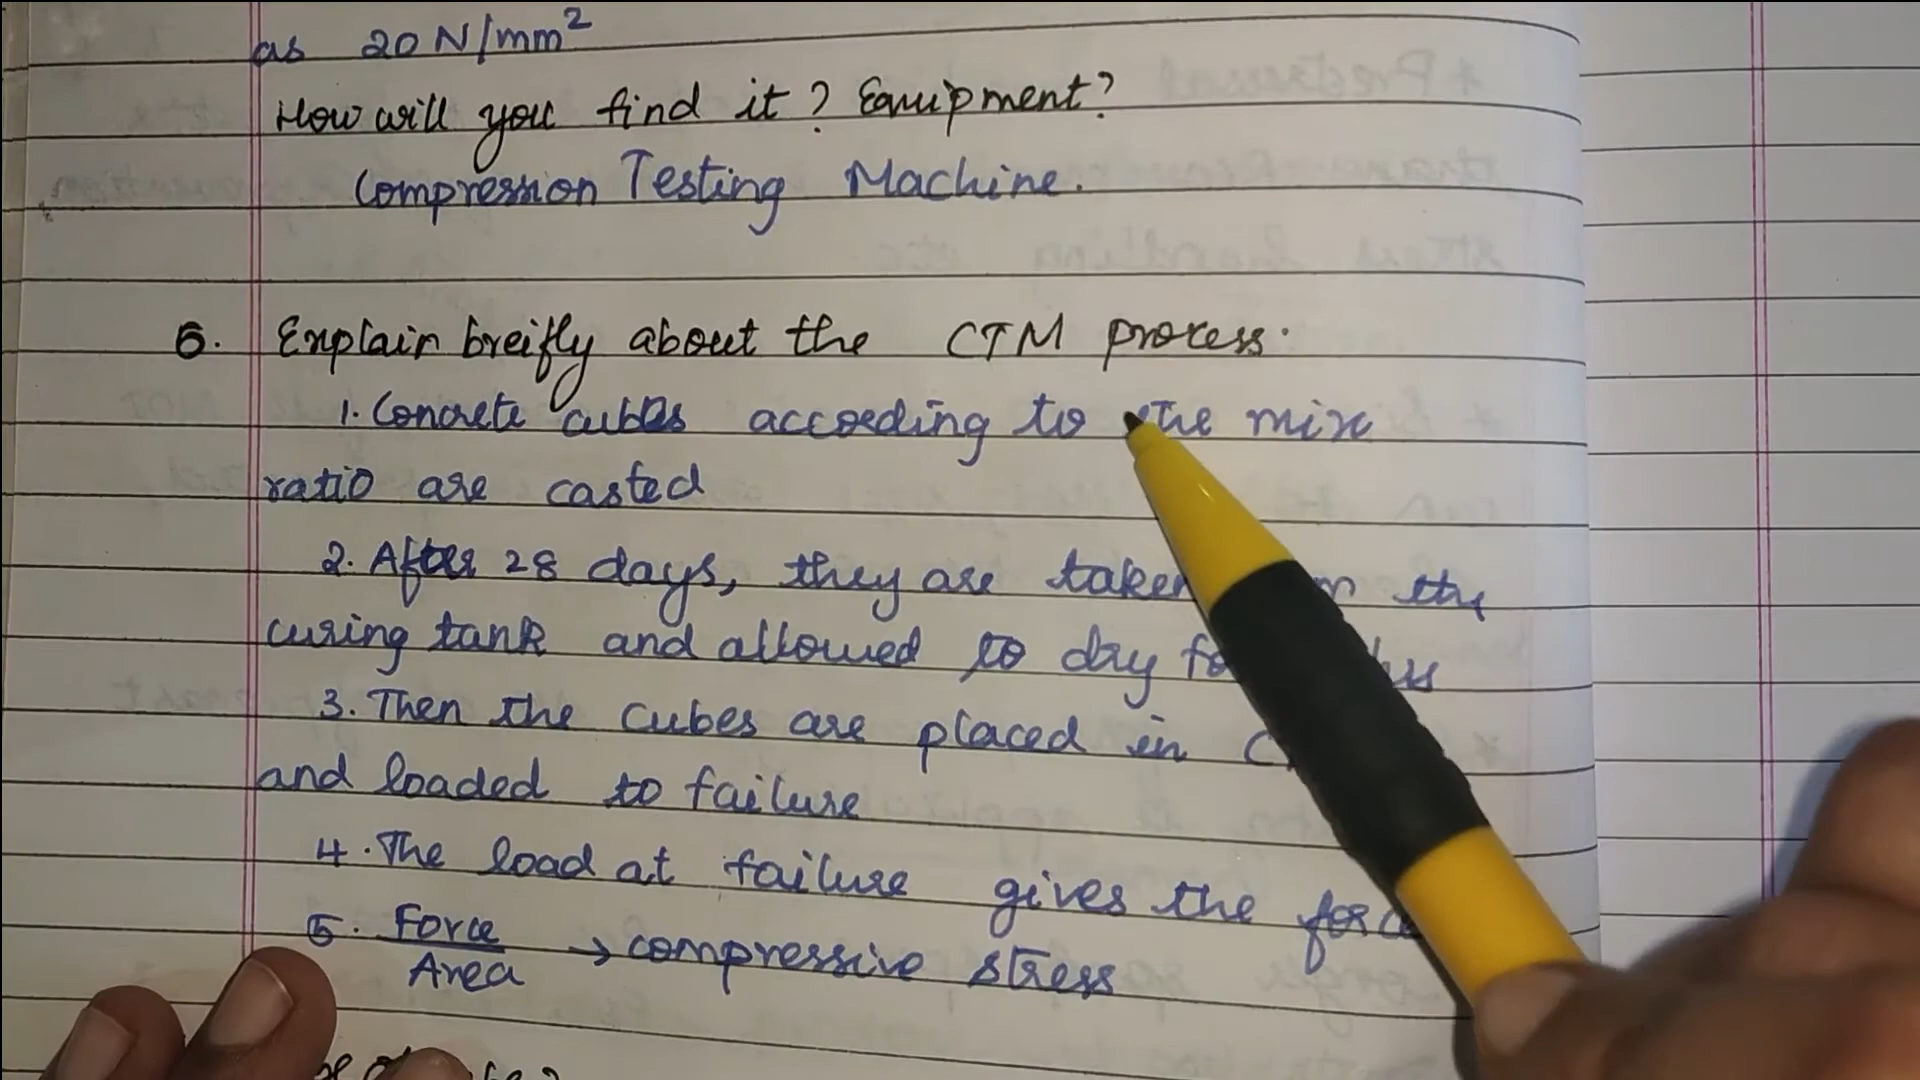 as 20 N/mm²
How will you find it? Equipment?
Compression Testing Machine.
6. Explain breifly about the CTM process.
1. Concrete cubes according to the mix
ratio are casted
2. After 28 days, they are taken the
curing tank and allowed to dry
3. Then the cubes are placed in
and loaded to failure
4. The load at failure gives the force
5. Force
Area → compressive stress